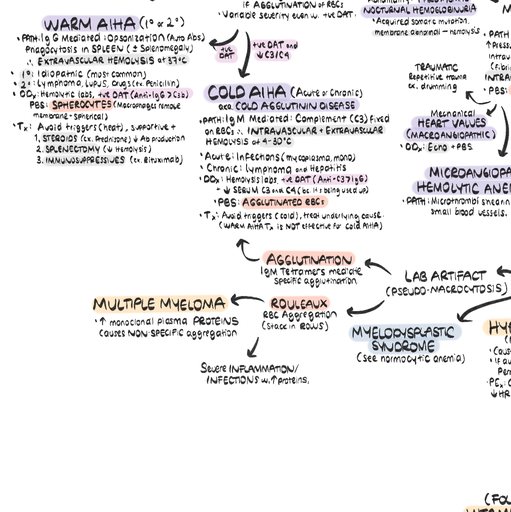 if AGGLUTINATION of RBCs
• Variable severity w. +ve DAT.
NOCTURNAL HEMOGLOBINURIA
• Acquired somatic mutation,
membrane abnormal → hemolysis
WARM AIHA (1° or 2°)
• PATH: IgG Mediated: opsonization (Auto Abs)
Phagocytosis in SPLEEN (± Splenomegaly)
∴ EXTRAVASCULAR HEMOLYSIS at 37°C
• 1°: Idiopathic (most common)
• 2°: Lymphoma, Lupus, drugs (ex. Penicillin)
• DDx: Hemolytic labs, +ve DAT (Anti-IgG > C3b)
PBS: SPHEROCYTES (Macrophages remove
membrane = spherical)
• Tx: Avoid triggers (heat), supportive +
1. STEROIDS (ex. Prednisone) ↓ Ab production
2. SPLENECTOMY (↓ Hemolysis)
3. IMMUNOSUPPRESSIVES (ex. Rituximab)
+ve
DAT
+ve DAT and
↓ C3/C4
COLD AIHA (Acute or Chronic)
aka. COLD AGGLUTININ DISEASE
• PATH: IgM Mediated: Complement (C3) Fixed
on RBCs ∴ INTRAVASCULAR + EXTRAVASCULAR
HEMOLYSIS at 4-30°C
• Acute: Infections (mycoplasma, mono)
• Chronic: Lymphoma and Hepatitis
• DDx: Hemolysis labs, +ve DAT (Anti-C3 > IgG)
→ ↓ SERUM C3 and C4 (bc. it's being used up)
• PBS: AGGLUTINATED RBCs
• Tx: Avoid triggers (cold), treat underlying cause.
(WARM AIHA Tx is NOT effective for cold AIHA)
TRAUMATIC
Repetitive trauma
ex. drumming
Mechanical
HEART VALVES
(MACROANGIOPATHIC)
• DDx: Echo + PBS.
MICROANGIOPA
HEMOLYTIC ANE
• PATH: Microthrombi shearin
small blood vessels.
AGGLUTINATION
IgM Tetramers mediate
specific agglutination
LAB ARTIFACT
(PSEUDO-MACROCYTOSIS)
MULTIPLE MYELOMA
• ↑ monoclonal plasma PROTEINS
causes NON-SPECIFIC aggregation
ROULEAUX
RBC Aggregation
(Stack in ROWS)
Severe INFLAMMATION/
INFECTIONS w. ↑ proteins.
MYELODYSPLASTIC
SYNDROME
(see normocytic anemia)
HY
• Caus
• If au
Perni
↓ HR
(FOL